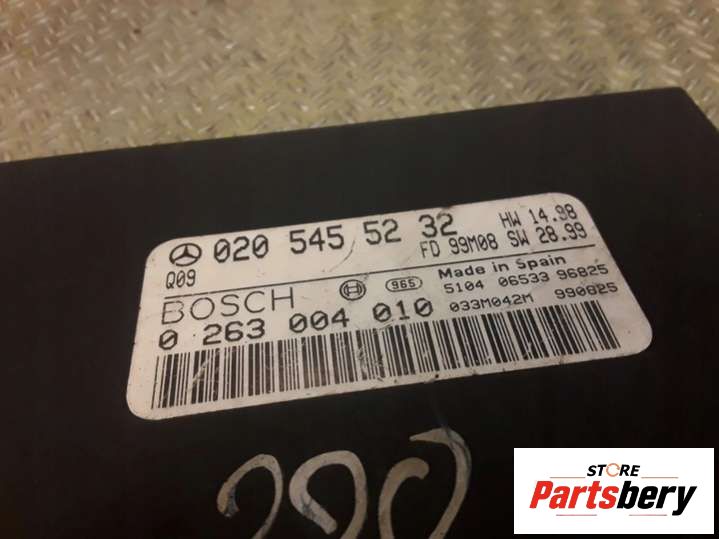 020 545 52 32
HW 14.98
Q09
FD 99M08 SW 28.99
BOSCH
965
Made in Spain
5104 06533 96825
0 263 004 010
033M042M 990825
STORE
Partsbery